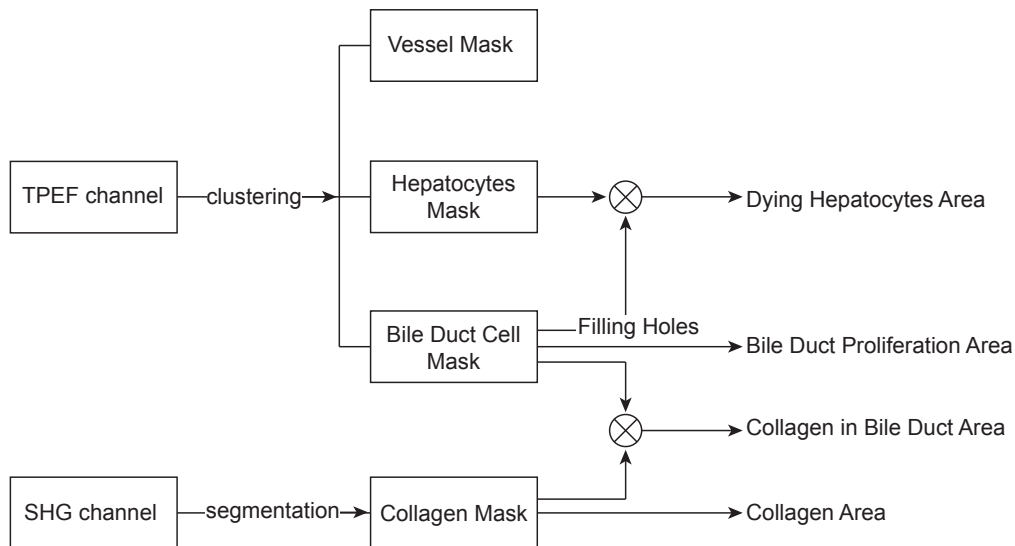 Vessel Mask
TPEF channel
clustering
Hepatocytes
Mask
Dying Hepatocytes Area
Bile Duct Cell
Mask
Filling Holes
Bile Duct Proliferation Area
Collagen in Bile Duct Area
SHG channel
segmentation
Collagen Mask
Collagen Area